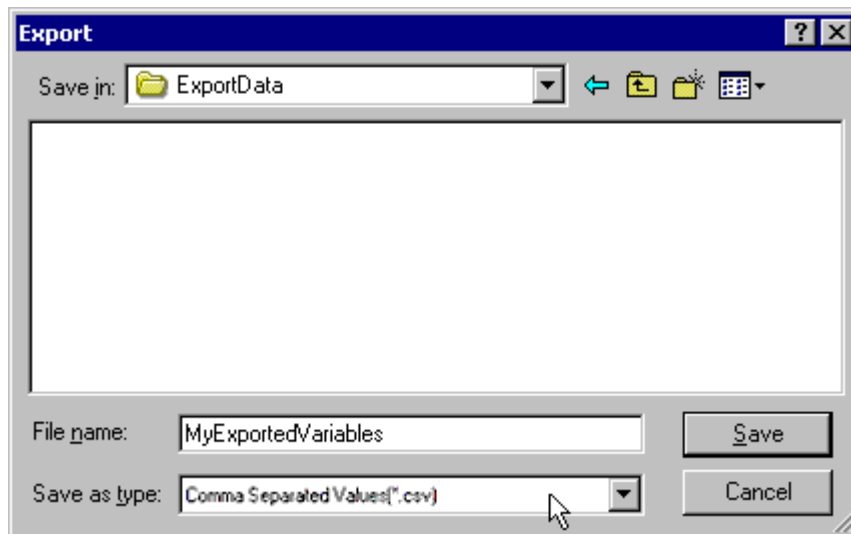 Export
Save in: ExportData
File name: MyExportedVariables Save
Save as type: Comma Separated Values(*.csv) Cancel